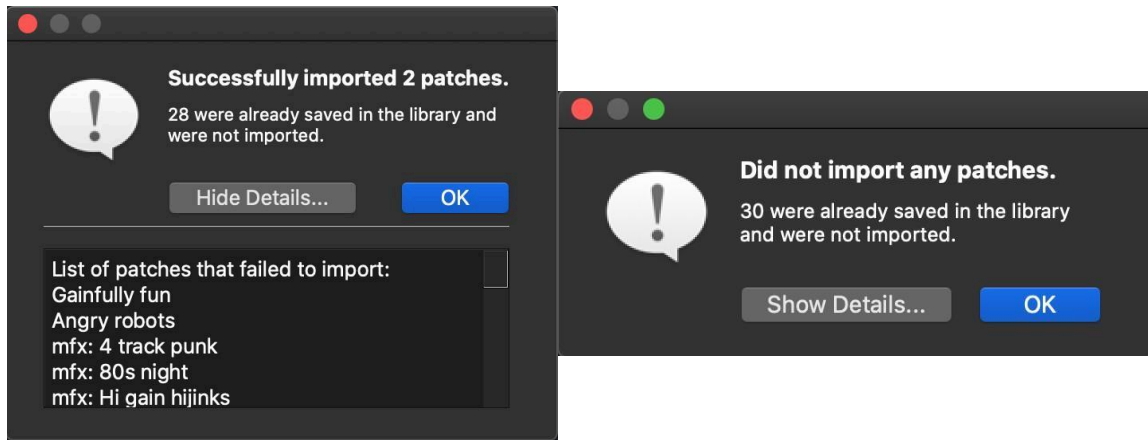 Successfully imported 2 patches.
28 were already saved in the library and
were not imported.
Hide Details...
OK
List of patches that failed to import:
Gainfully fun
Angry robots
mfx: 4 track punk
mfx: 80s night
mfx: Hi gain hijinks
Did not import any patches.
30 were already saved in the library
and were not imported.
Show Details...
OK